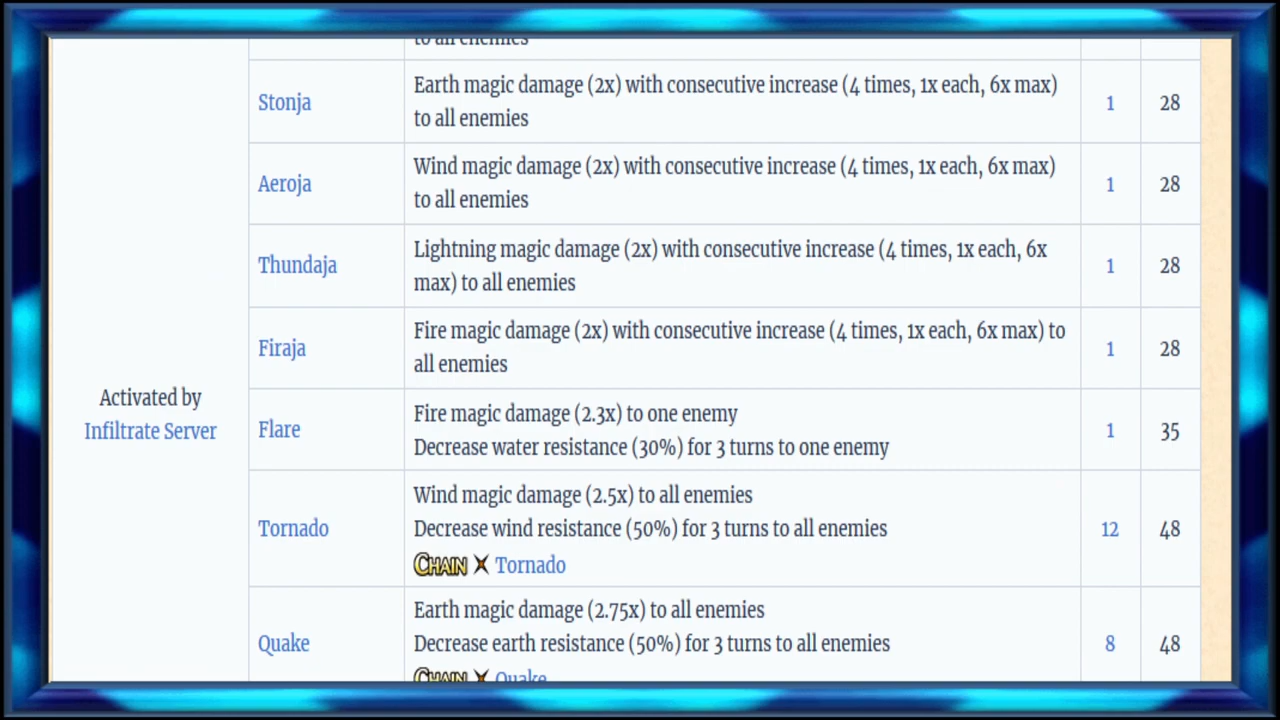 to all enemies
Stonja
Earth magic damage (2x) with consecutive increase (4 times, 1x each, 6x max)
to all enemies
1
28
Aeroja
Wind magic damage (2x) with consecutive increase (4 times, 1x each, 6x max)
to all enemies
1
28
Thundaja
Lightning magic damage (2x) with consecutive increase (4 times, 1x each, 6x
max) to all enemies
1
28
Firaja
Fire magic damage (2x) with consecutive increase (4 times, 1x each, 6x max) to
all enemies
1
28
Activated by
Infiltrate Server
Flare
Fire magic damage (2.3x) to one enemy
Decrease water resistance (30%) for 3 turns to one enemy
1
35
Tornado
Wind magic damage (2.5x) to all enemies
Decrease wind resistance (50%) for 3 turns to all enemies
CHAIN Tornado
12
48
Quake
Earth magic damage (2.75x) to all enemies
Decrease earth resistance (50%) for 3 turns to all enemies
CHAIN Quake
8
48